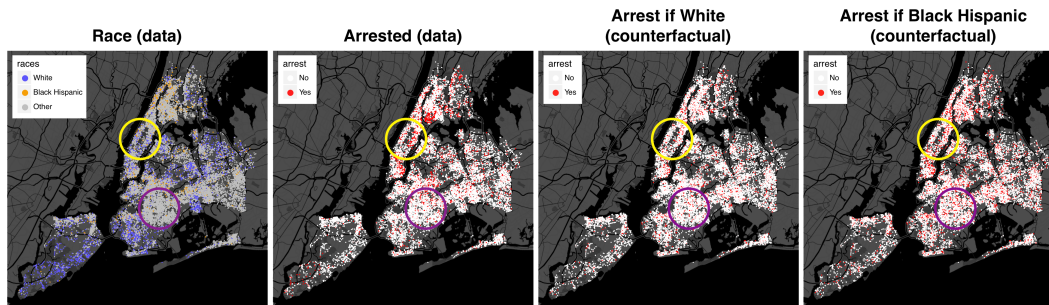 Race (data)
races
White
Black Hispanic
Other
Arrested (data)
arrest
No
Yes
Arrest if White
(counterfactual)
arrest
No
Yes
Arrest if Black Hispanic
(counterfactual)
arrest
No
Yes